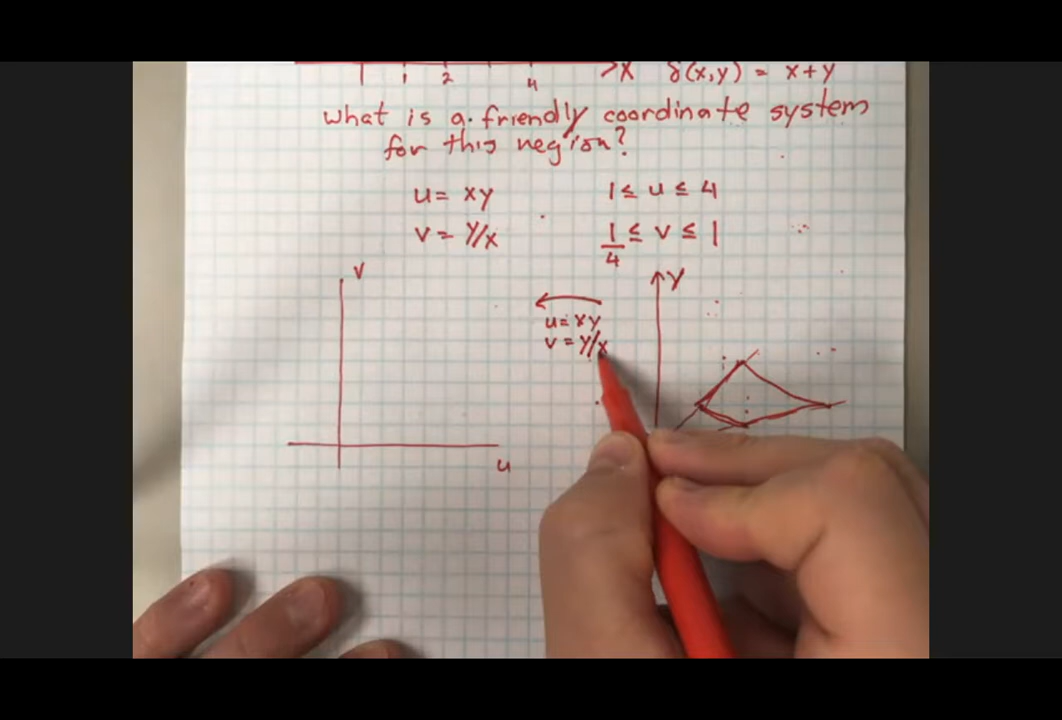 1 2 4 X δ(x,y) = x+y
what is a friendly coordinate system
for this region?
u = xy 1 ≤ u ≤ 4
v = y/x 1/4 ≤ v ≤ 1
v y
u = xy
v = y/x
u